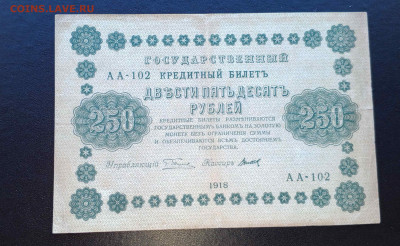 COINS.LAVE.RU
ГОСУДАРСТВЕННЫЙ
АА-102 КРЕДИТНЫЙ БИЛЕТЪ
ДВѢСТИ ПЯТЬДЕСЯТЪ
РУБЛЕЙ
250 250
КРЕДИТНЫЕ БИЛЕТЫ РАЗМѢНИВАЮТСЯ
ГОСУДАРСТВЕННЫМЪ БАНКОМЪ НА ЗОЛОТУЮ
МОНЕТУ БЕЗЪ ОГРАНИЧЕНІЯ СУММЫ
И ОБЕЗПЕЧИВАЮТСЯ ВСѢМЪ ДОСТОЯНІЕМЪ
ГОСУДАРСТВА.
Управляющій Кассиръ
АА-102
1918